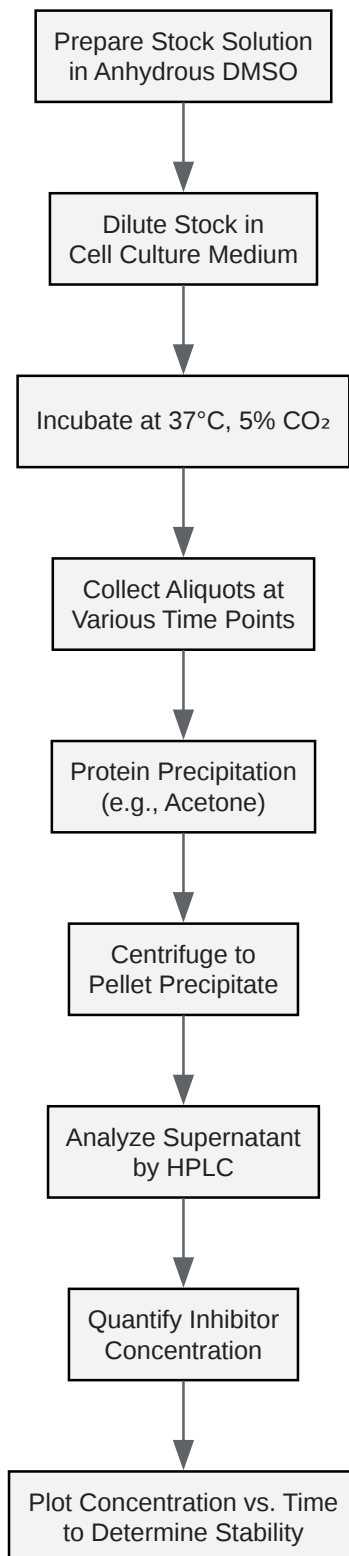 Prepare Stock Solution
in Anhydrous DMSO
Dilute Stock in
Cell Culture Medium
Incubate at 37°C, 5% CO₂
Collect Aliquots at
Various Time Points
Protein Precipitation
(e.g., Acetone)
Centrifuge to
Pellet Precipitate
Analyze Supernatant
by HPLC
Quantify Inhibitor
Concentration
Plot Concentration vs. Time
to Determine Stability